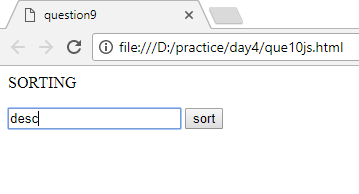 question9
file:///D:/practice/day4/que10js.html
SORTING
desc sort